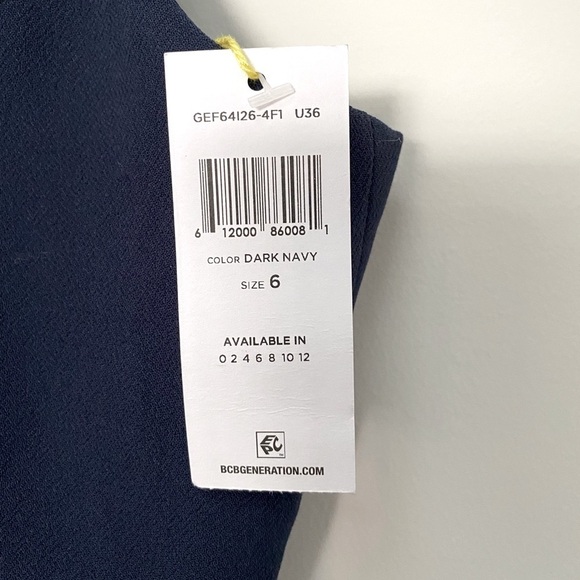 GEF64I26-4F1 U36
6 12000 86008 1
COLOR DARK NAVY
SIZE 6
AVAILABLE IN
0 2 4 6 8 10 12
EPC
BCBGENERATION.COM